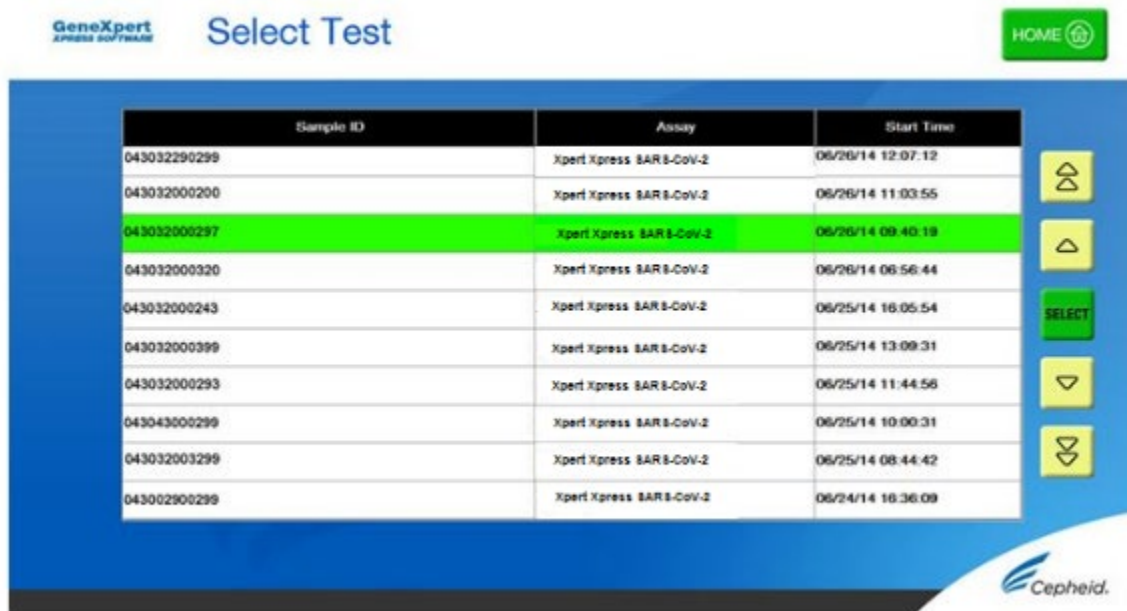 GeneXpert
XPRESS SOFTWARE
Select Test
HOME
Sample ID Assay Start Time
043032290299 Xpert Xpress SARS-CoV-2 06/26/14 12:07:12
043032000200 Xpert Xpress SARS-CoV-2 06/26/14 11:03:55
043032000297 Xpert Xpress SARS-CoV-2 06/26/14 09:40:19
043032000320 Xpert Xpress SARS-CoV-2 06/26/14 06:56:44
043032000243 Xpert Xpress SARS-CoV-2 06/25/14 16:05:54
SELECT
043032000399 Xpert Xpress SARS-CoV-2 06/25/14 13:09:31
043032000293 Xpert Xpress SARS-CoV-2 06/25/14 11:44:56
043043000299 Xpert Xpress SARS-CoV-2 06/25/14 10:00:31
043032003299 Xpert Xpress SARS-CoV-2 06/25/14 08:44:42
043002900299 Xpert Xpress SARS-CoV-2 06/24/14 16:36:09
Cepheid.